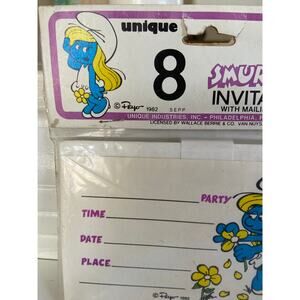 unique
8
SMUR
INVITA
WITH MAILI
© Peyo 1982 SEPP
UNIQUE INDUSTRIES, INC. - PHILADELPHIA, P
LICENSED BY WALLACE BERRIE & CO. VAN NUYS
PARTY
TIME
DATE
PLACE
© Peyo 1982